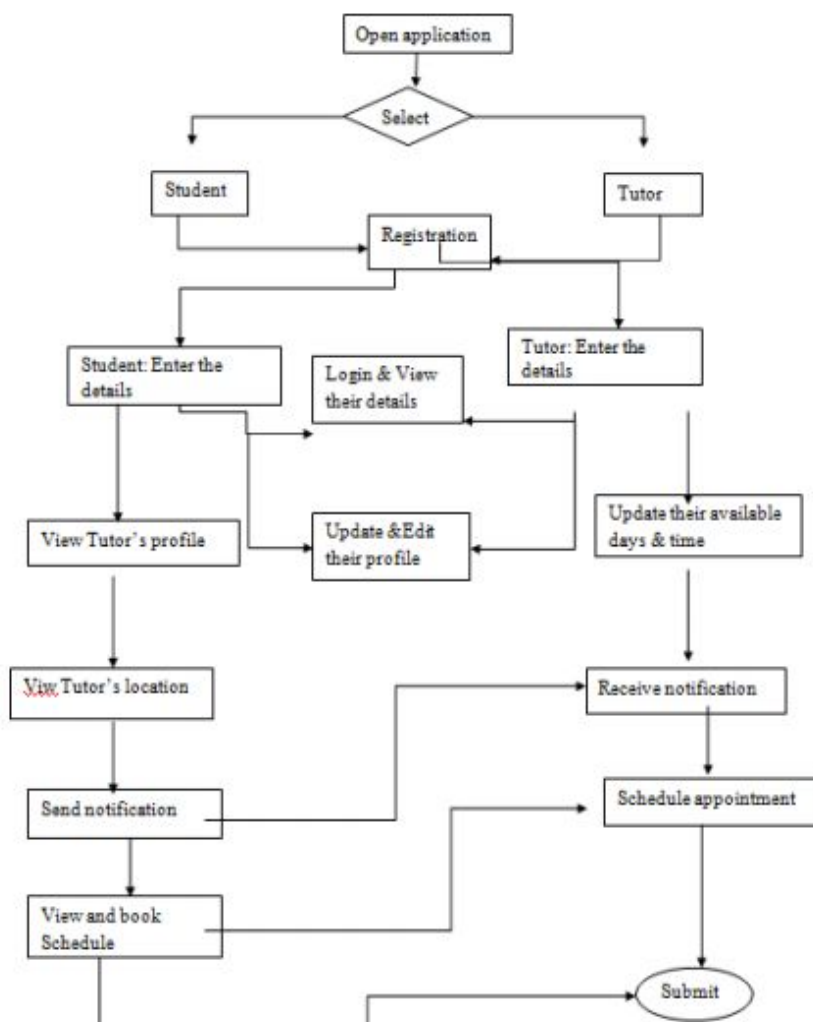 Open application
Select
Student
Tutor
Registration
Student: Enter the
details
Login & View
their details
Tutor: Enter the
details
View Tutor's profile
Update &Edit
their profile
Update their available
days & time
Viw Tutor's location
Receive notification
Send notification
Schedule appointment
View and book
Schedule
Submit